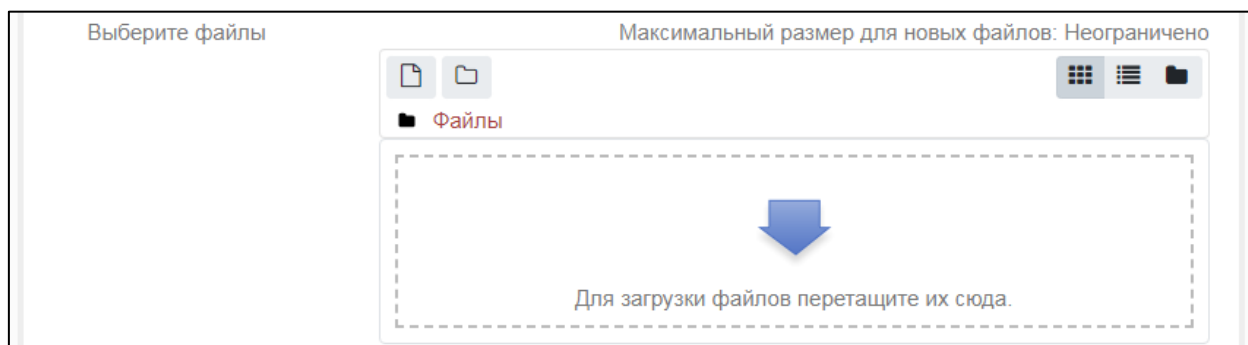 Выберите файлы
Максимальный размер для новых файлов: Неограничено
Файлы
Для загрузки файлов перетащите их сюда.